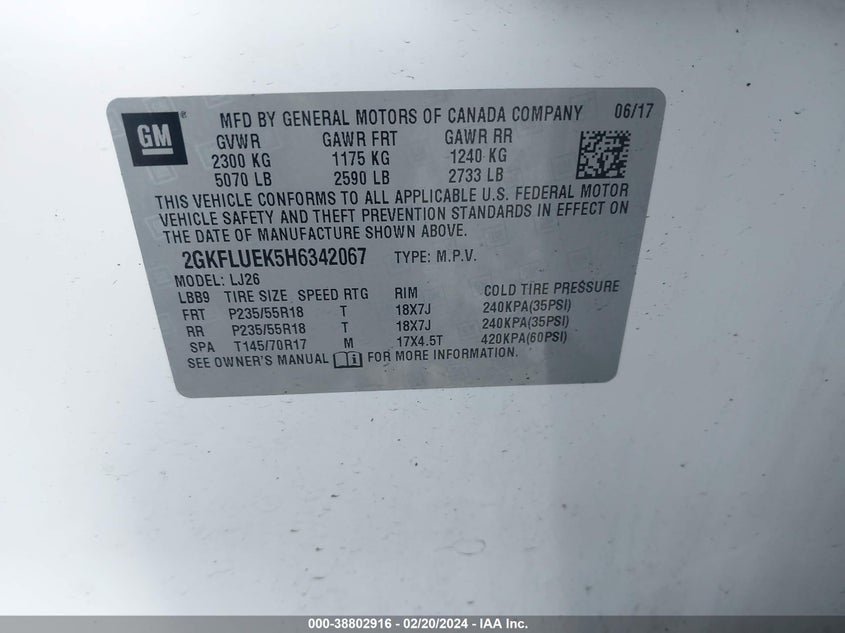 GM ® MFD BY GENERAL MOTORS OF CANADA COMPANY 06/17
GVWR GAWR FRT GAWR RR
2300 KG 1175 KG 1240 KG
5070 LB 2590 LB 2733 LB
THIS VEHICLE CONFORMS TO ALL APPLICABLE U.S. FEDERAL MOTOR
VEHICLE SAFETY AND THEFT PREVENTION STANDARDS IN EFFECT ON
THE DATE OF MANUFACTURE SHOWN ABOVE.
2GKFLUEK5H6342067 TYPE: M.P.V.
MODEL: LJ26
LBB9 TIRE SIZE SPEED RTG RIM COLD TIRE PRESSURE
FRT P235/55R18 T 18X7J 240KPA(35PSI)
RR P235/55R18 T 18X7J 240KPA(35PSI)
SPA T145/70R17 M 17X4.5T 420KPA(60PSI)
SEE OWNER'S MANUAL FOR MORE INFORMATION.
000-38802916 - 02/20/2024 - IAA Inc.